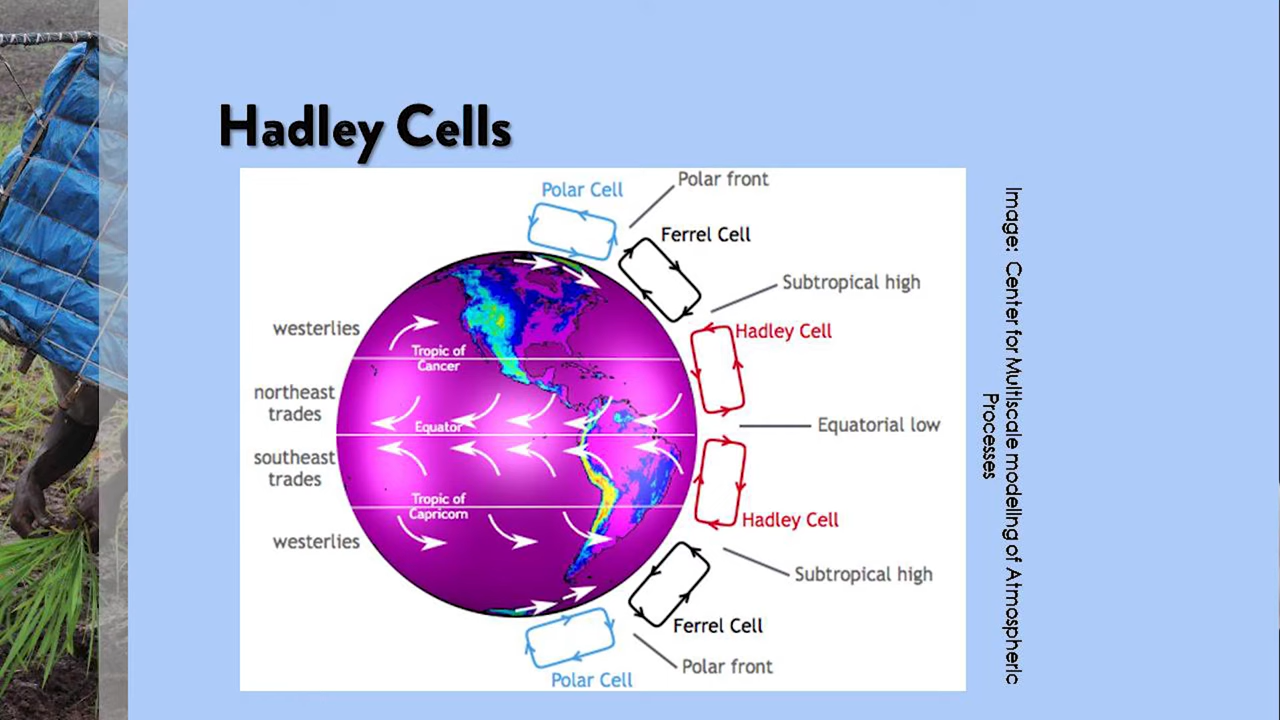 Hadley Cells
Polar Cell
Polar front
Ferrel Cell
Subtropical high
westerlies
Hadley Cell
Tropic of
Cancer
northeast
trades
Equator
Equatorial low
southeast
trades
Tropic of
Capricorn
Hadley Cell
westerlies
Subtropical high
Ferrel Cell
Polar front
Polar Cell
Image: Center for Multiscale modeling of Atmospheric
Processes